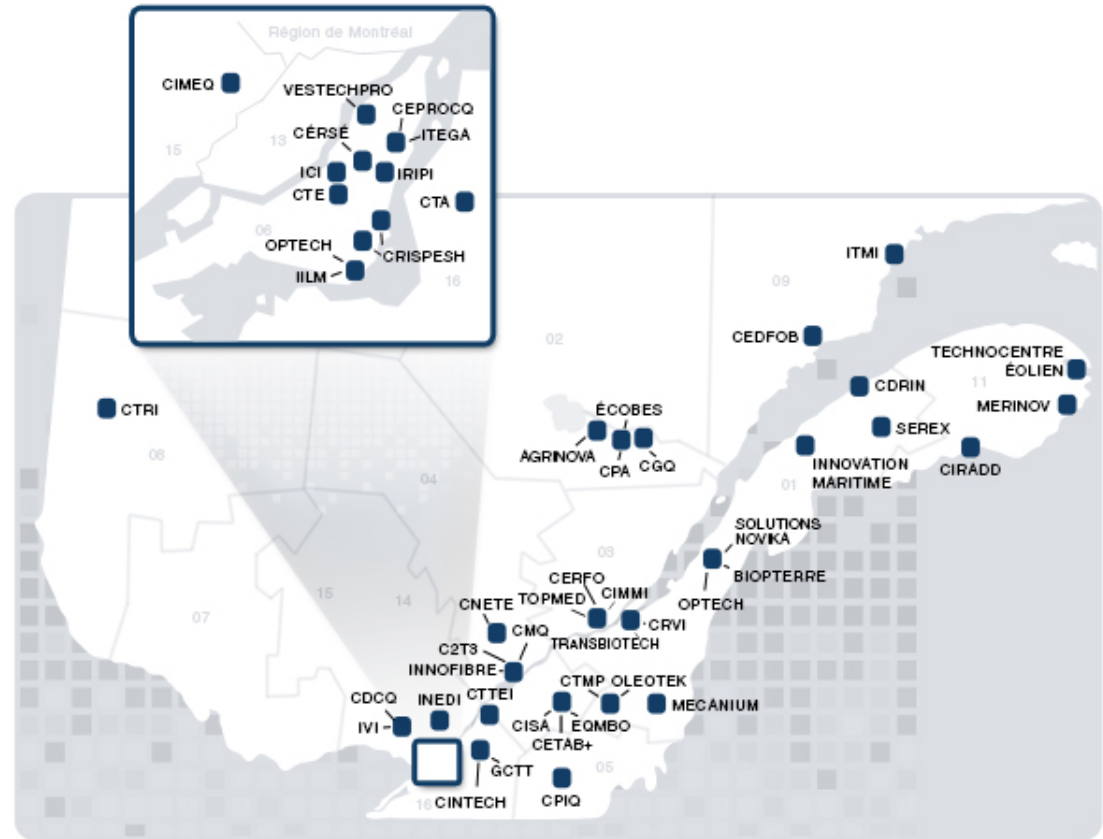 Région de Montréal
CIMEQ
VESTECHPRO
CEPROCQ
CÉRSÉ
ITEGA
13
15
ICI
IRIPI
CTE
CTA
06
OPTECH
CRISPESH
IILM
16
ITMI
09
02
CEDFOB
TECHNOCENTRE
ÉOLIEN
CDRIN
11
MERINOV
CTRI
ÉCOBES
SEREX
AGRINOVA
CPA
CGQ
08
INNOVATION
MARITIME
CIRADD
04
01
SOLUTIONS
NOVIKA
03
BIOPTERRE
CERFO
CIMMI
TOPMED
OPTECH
15
14
CNETE
07
CMQ
CRVI
TRANSBIOTECH
C2T3
INNOFIBRE
CTMP
OLEOTEK
CDCQ
INEDI
CTTEI
MECANIUM
IVI
CISA
EQMBO
CETAB+
GCTT
05
16
CINTECH
CPIQ